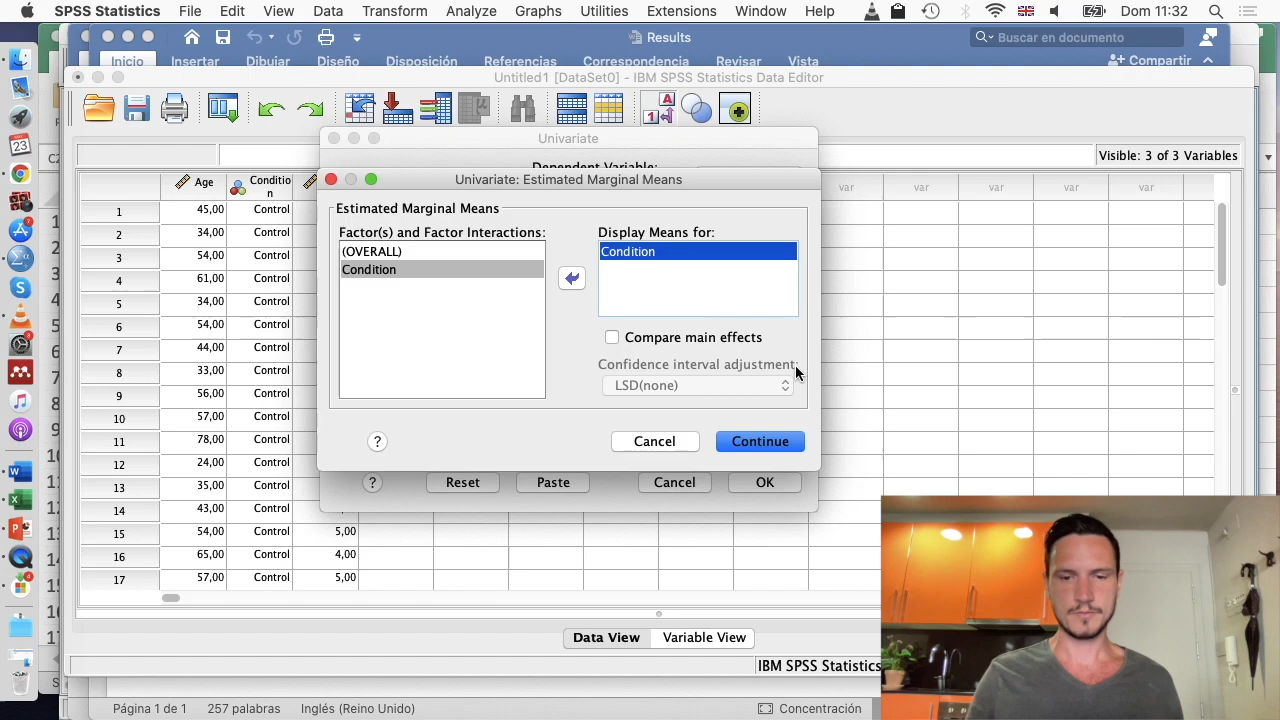 SPSS Statistics File Edit View Data Transform Analyze Graphs Utilities Extensions Window Help Dom 11:32
Results
Buscar en documento
Inicio Insertar Dibujar Diseño Disposición Referencias Correspondencia Revisar Vista
Compartir
Untitled1 [DataSet0] - IBM SPSS Statistics Data Editor
Univariate
Dependent Variable:
Visible: 3 of 3 Variables
Univariate: Estimated Marginal Means
Age
Conditio
n
var var var var
Estimated Marginal Means
Factor(s) and Factor Interactions:
(OVERALL)
Condition
Display Means for:
Condition
Compare main effects
Confidence interval adjustment:
LSD(none)
? Cancel Continue
? Reset Paste Cancel OK
1 45,00 Control
2 34,00 Control
3 54,00 Control
4 61,00 Control
5 34,00 Control
6 54,00 Control
7 44,00 Control
8 33,00 Control
9 56,00 Control
10 57,00 Control
11 78,00 Control
12 24,00 Control
13 35,00 Control
14 43,00 Control
15 54,00 Control 5,00
16 65,00 Control 4,00
17 57,00 Control 5,00
Data View Variable View
IBM SPSS Statistics
Página 1 de 1 257 palabras Inglés (Reino Unido) Concentración